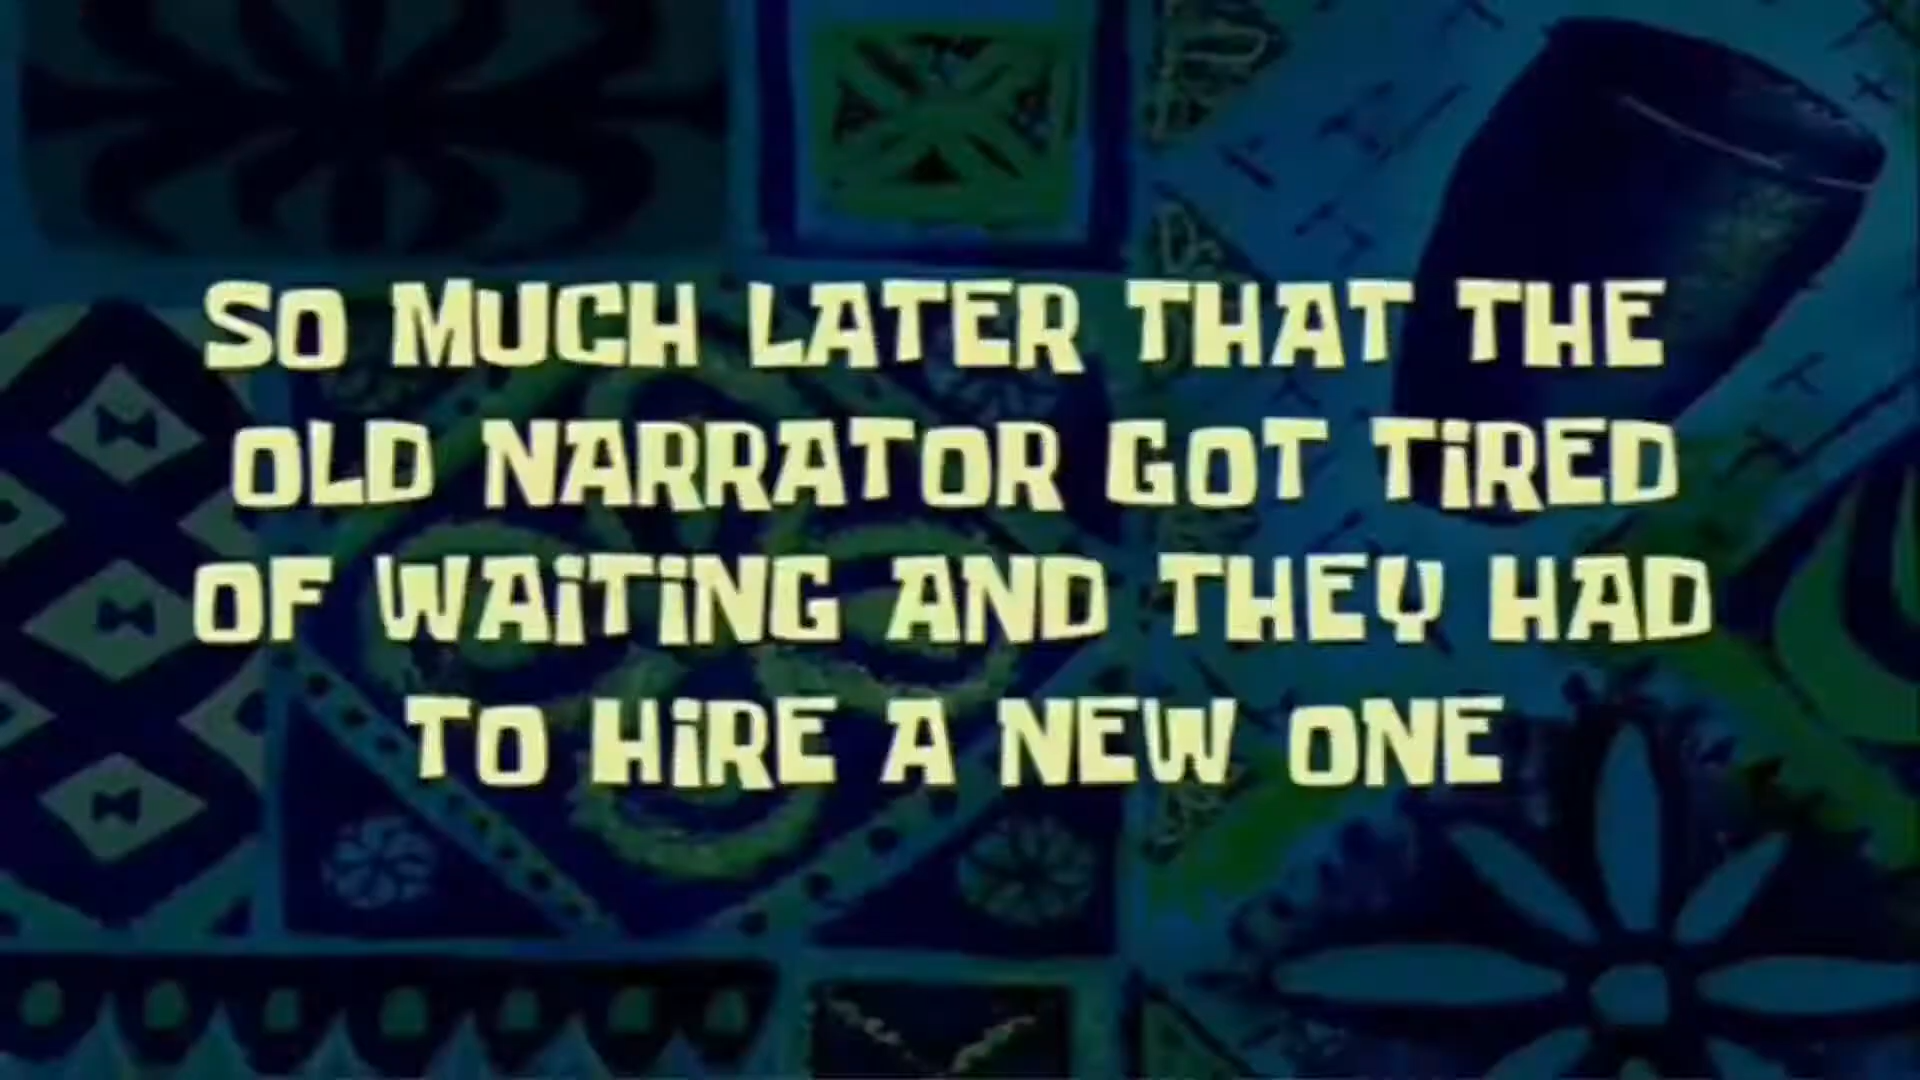 SO MUCH LATER THAT THE
OLD NARRATOR GOT TiRED
OF WAiTiNG AND THEY HAD
TO HiRE A NEW ONE